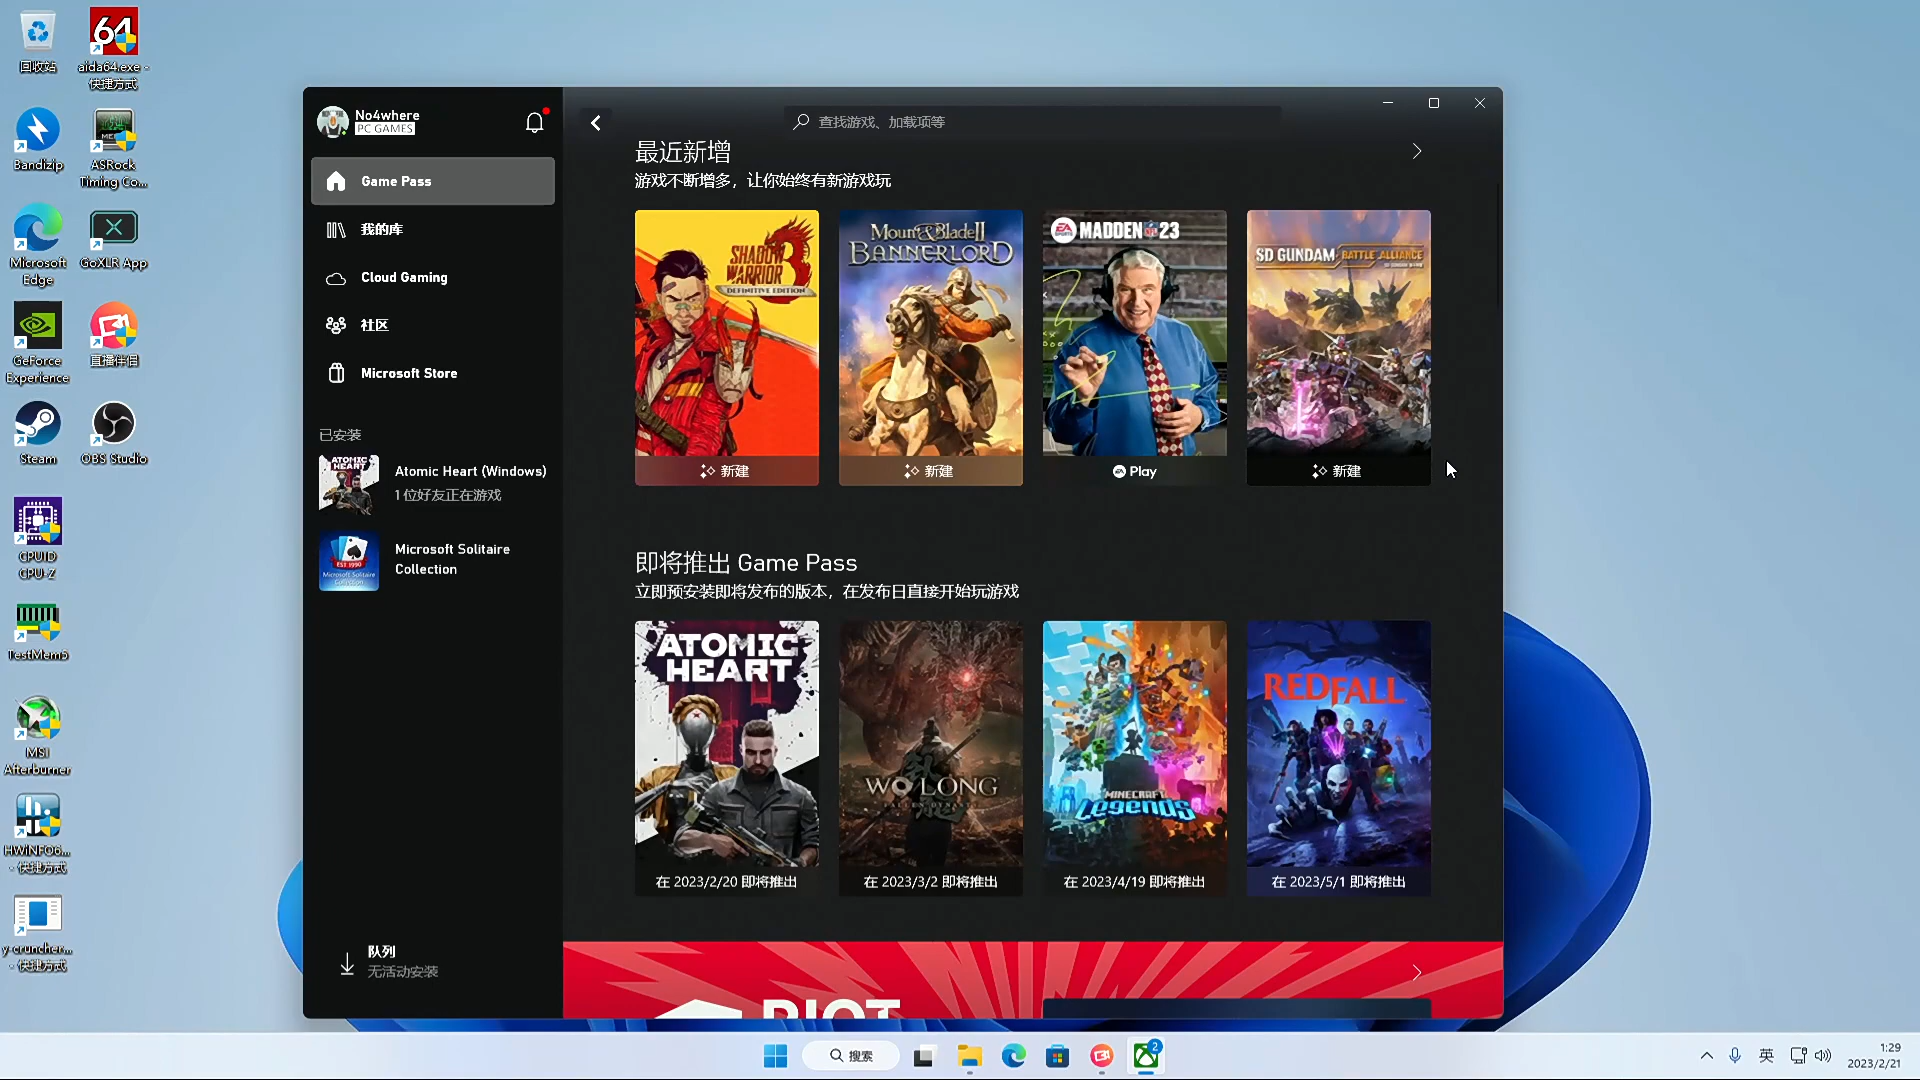 回收站
aida64.exe -
快捷方式
Bandizip
ASRock
Timing Co...
Microsoft
Edge
GoXLR App
GeForce
Experience
直播伴侣
Steam
OBS Studio
CPUID
CPU-Z
TestMem5
MSI
Afterburner
HWiNFO6...
- 快捷方式
y-cruncher...
- 快捷方式
No4where
PC GAMES
Game Pass
我的库
Cloud Gaming
社区
Microsoft Store
已安装
Atomic Heart (Windows)
1 位好友正在游戏
Microsoft Solitaire
Collection
队列
无活动安装
查找游戏、加载项等
最近新增
游戏不断增多，让你始终有新游戏玩
SHADOW
WARRIOR 3
DEFINITIVE EDITION
新建
Mount & Blade II
BANNERLORD
新建
EA SPORTS MADDEN NFL 23
Play
SD GUNDAM BATTLE ALLIANCE
新建
即将推出 Game Pass
立即预安装即将发布的版本，在发布日直接开始玩游戏
ATOMIC
HEART
在 2023/2/20 即将推出
WO LONG
FALLEN DYNASTY
在 2023/3/2 即将推出
MINECRAFT
Legends
在 2023/4/19 即将推出
REDFALL
在 2023/5/1 即将推出
RIOT
搜索
2
英
1:29
2023/2/21